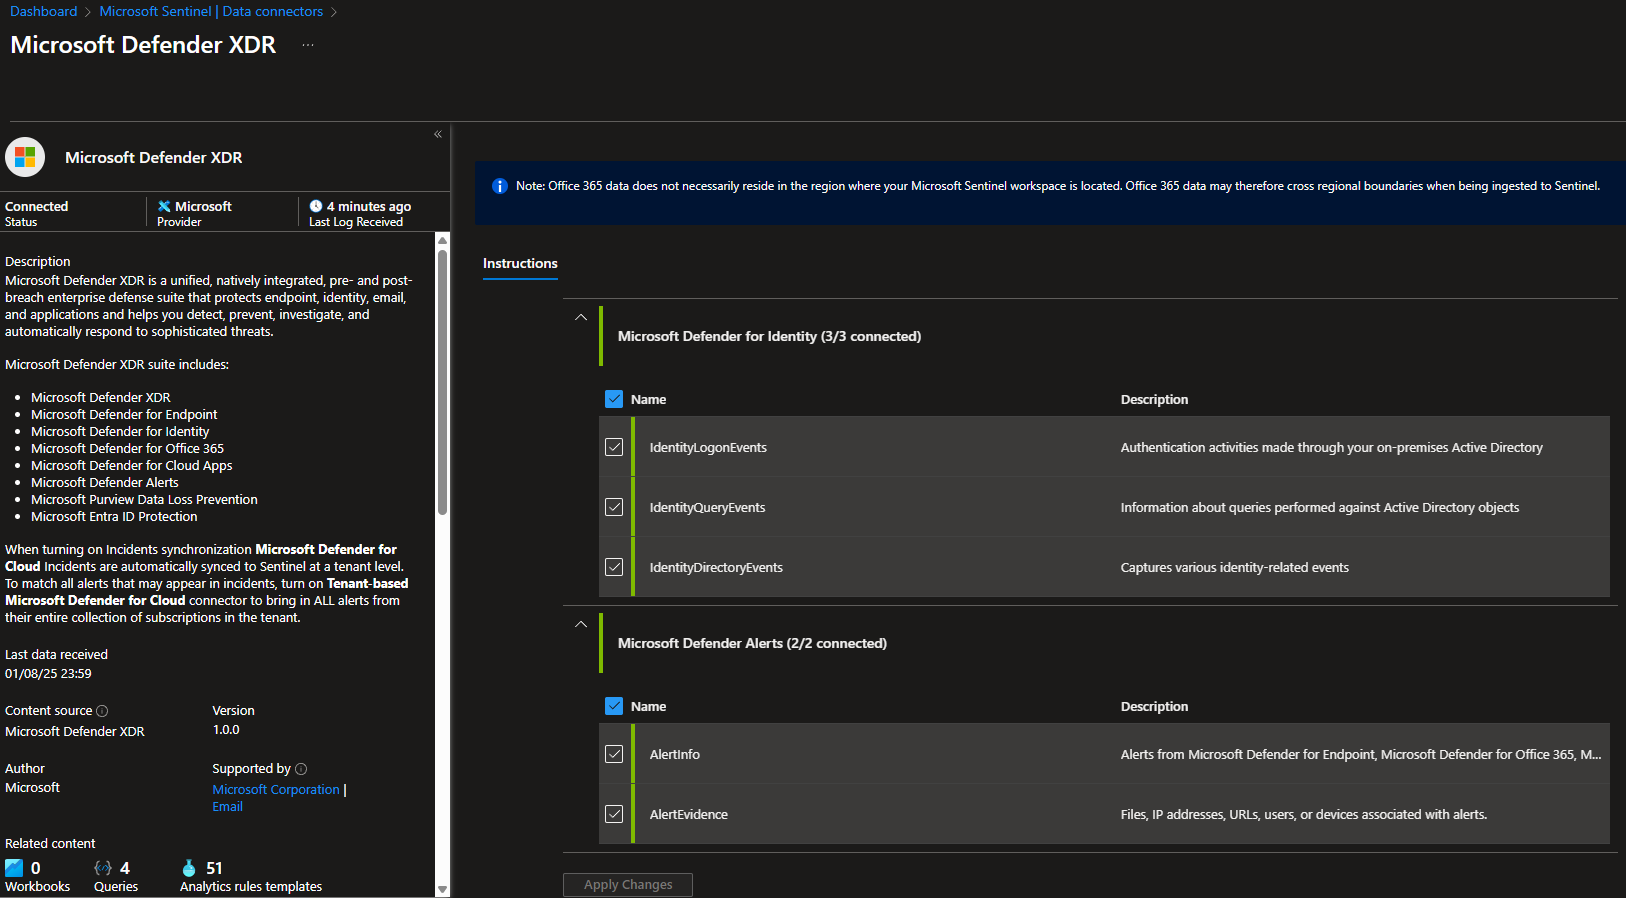 Dashboard > Microsoft Sentinel | Data connectors >
Microsoft Defender XDR ...
«
Microsoft Defender XDR
Connected
Status
Microsoft
Provider
4 minutes ago
Last Log Received
Description
Microsoft Defender XDR is a unified, natively integrated, pre- and post-
breach enterprise defense suite that protects endpoint, identity, email,
and applications and helps you detect, prevent, investigate, and
automatically respond to sophisticated threats.
Microsoft Defender XDR suite includes:
• Microsoft Defender XDR
• Microsoft Defender for Endpoint
• Microsoft Defender for Identity
• Microsoft Defender for Office 365
• Microsoft Defender for Cloud Apps
• Microsoft Defender Alerts
• Microsoft Purview Data Loss Prevention
• Microsoft Entra ID Protection
When turning on Incidents synchronization Microsoft Defender for
Cloud Incidents are automatically synced to Sentinel at a tenant level.
To match all alerts that may appear in incidents, turn on Tenant-based
Microsoft Defender for Cloud connector to bring in ALL alerts from
their entire collection of subscriptions in the tenant.
Last data received
01/08/25 23:59
Content source
Microsoft Defender XDR
Version
1.0.0
Author
Microsoft
Supported by
Microsoft Corporation |
Email
Related content
0
Workbooks
4
Queries
51
Analytics rules templates
Note: Office 365 data does not necessarily reside in the region where your Microsoft Sentinel workspace is located. Office 365 data may therefore cross regional boundaries when being ingested to Sentinel.
Instructions
Microsoft Defender for Identity (3/3 connected)
Name Description
IdentityLogonEvents Authentication activities made through your on-premises Active Directory
IdentityQueryEvents Information about queries performed against Active Directory objects
IdentityDirectoryEvents Captures various identity-related events
Microsoft Defender Alerts (2/2 connected)
Name Description
AlertInfo Alerts from Microsoft Defender for Endpoint, Microsoft Defender for Office 365, M...
AlertEvidence Files, IP addresses, URLs, users, or devices associated with alerts.
Apply Changes